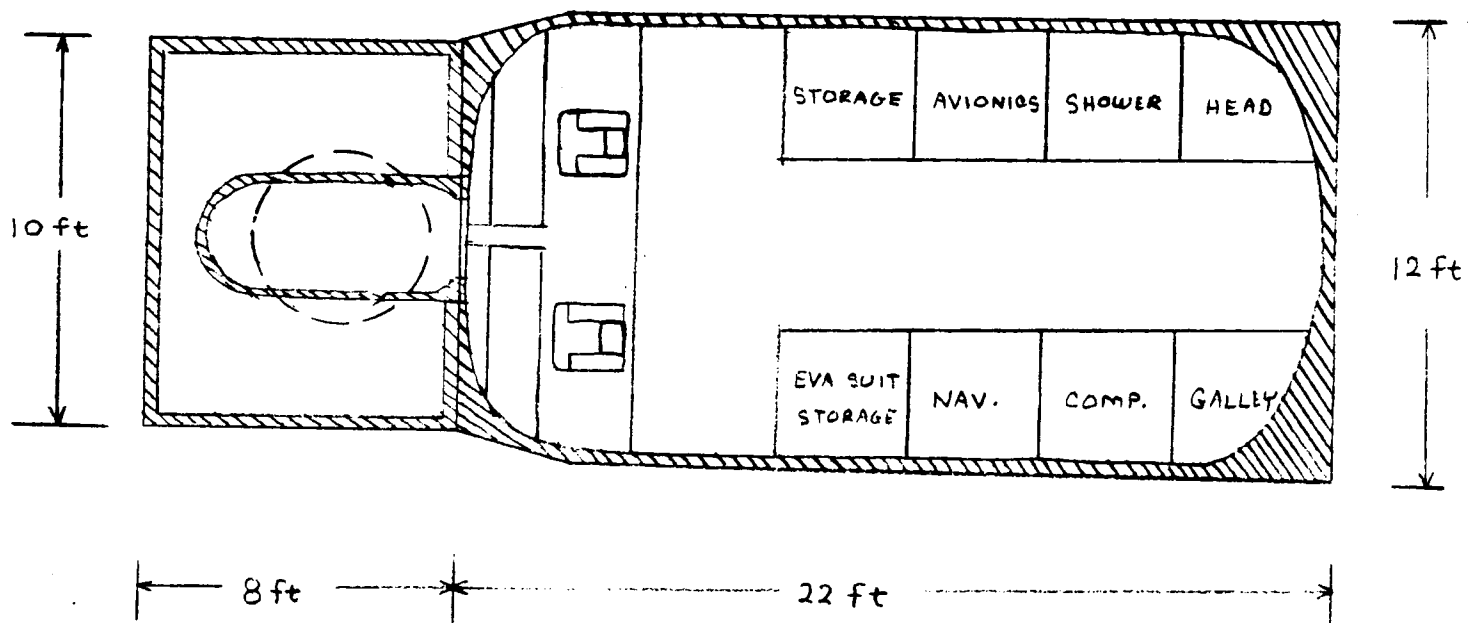 STORAGE
AVIONICS
SHOWER
HEAD
10 ft
12 ft
EVA SUIT
STORAGE
NAV.
COMP.
GALLEY
8 ft
22 ft